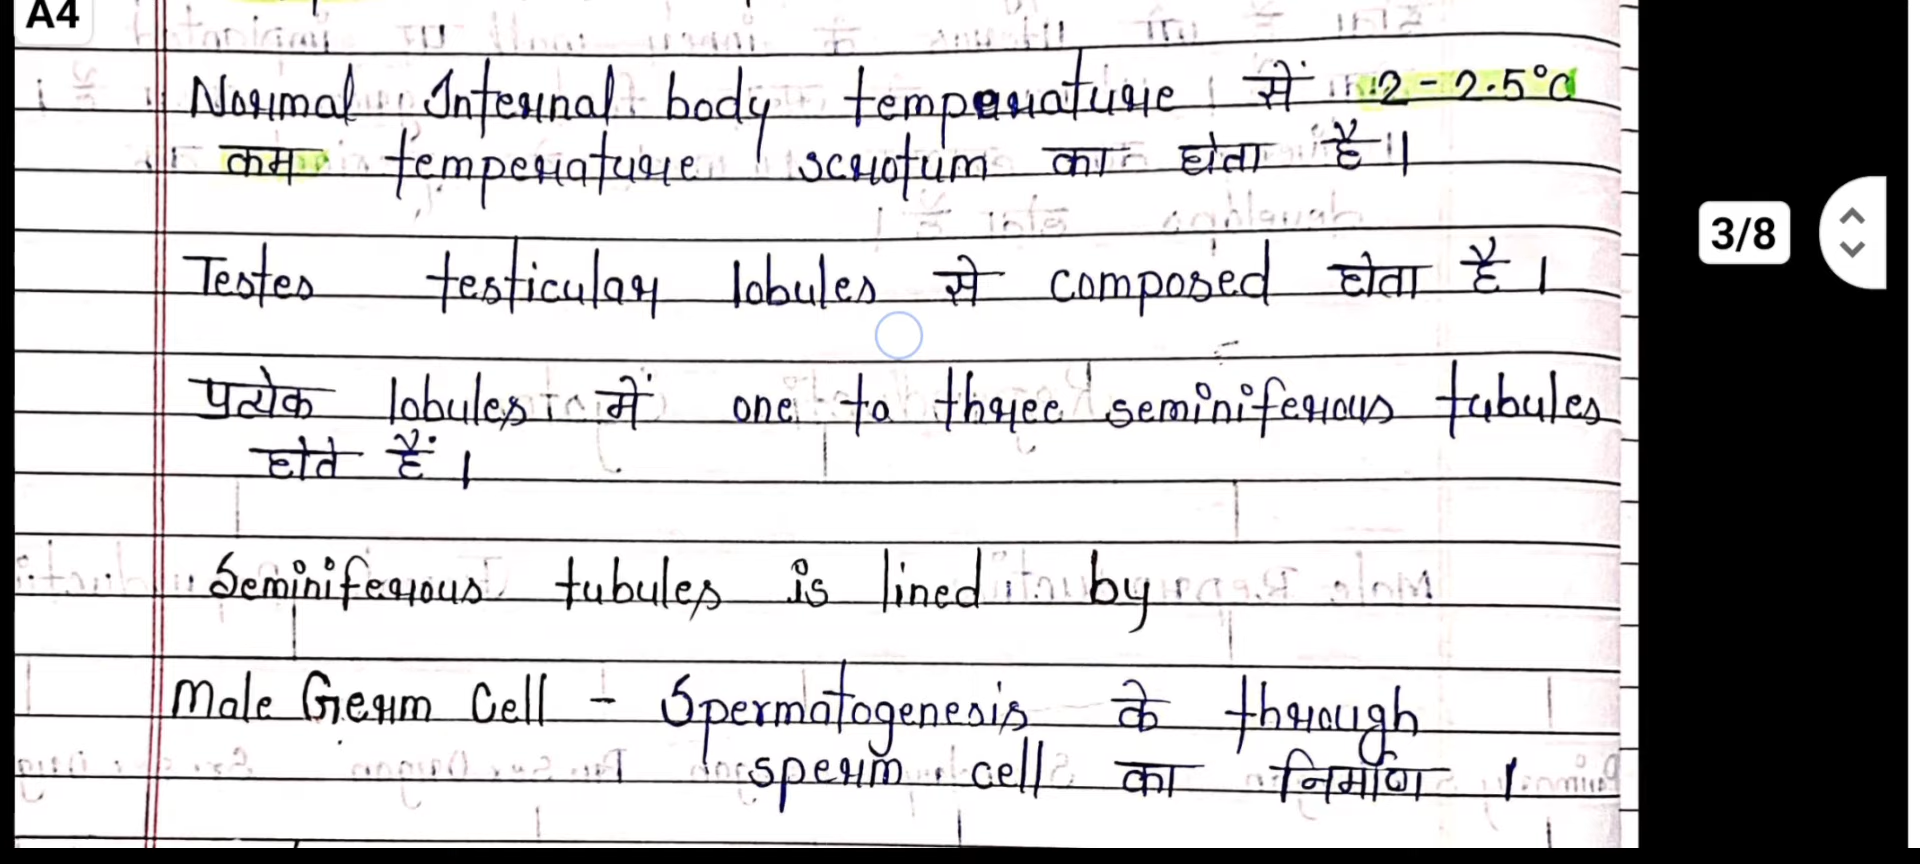 A4
Normal Internal body temperature से 2 - 2.5°C
कम temperature scrotum का होता है।
3/8
Testes testicular lobules से composed होता है।
प्रत्येक lobules में one to three seminiferous tubules
होते हैं।
Seminiferous tubules is lined by
Male Germ Cell - Spermatogenesis के through
sperm cell का निर्माण।